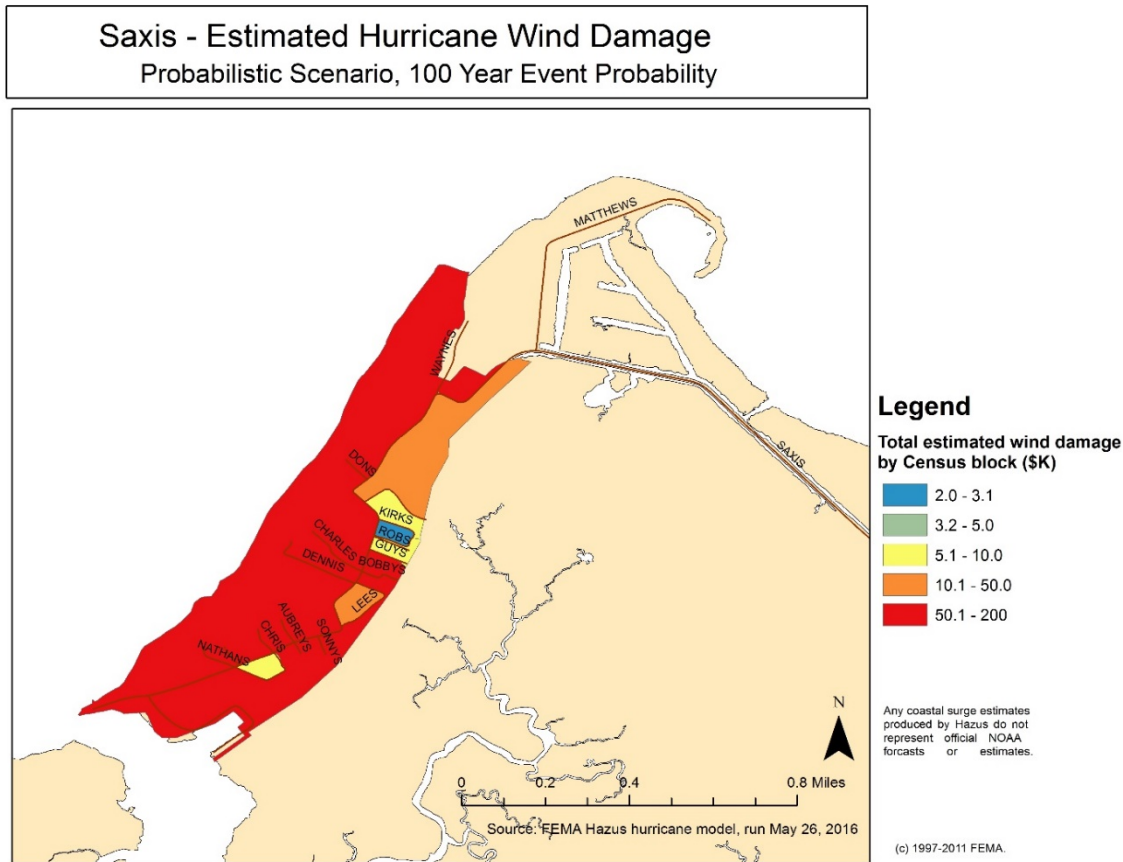 Saxis - Estimated Hurricane Wind Damage
Probabilistic Scenario, 100 Year Event Probability
MATTHEWS
WAYNES
SAXIS
DONS
KIRKS
ROBS
GUYS
CHARLES
BOBBYS
DENNIS
LEES
AUBREYS
SONNYS
CHRIS
NATHANS
N
0 0.2 0.4 0.8 Miles
Source: FEMA Hazus hurricane model, run May 26, 2016
Legend
Total estimated wind damage
by Census block ($K)
2.0 - 3.1
3.2 - 5.0
5.1 - 10.0
10.1 - 50.0
50.1 - 200
Any coastal surge estimates
produced by Hazus do not
represent official NOAA
forcasts or estimates.
(c) 1997-2011 FEMA.